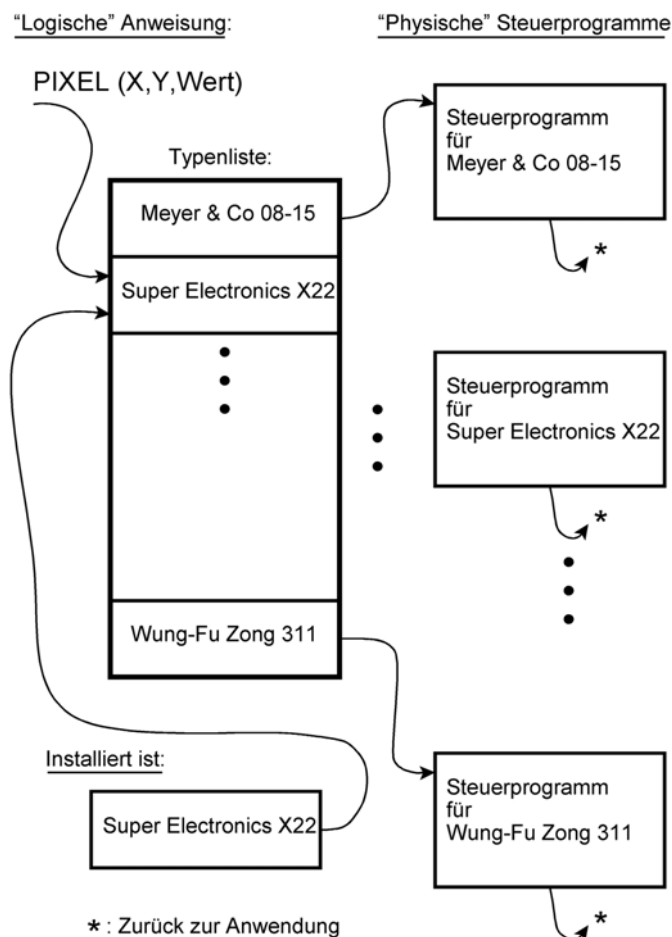 “Logische” Anweisung:
“Physische” Steuerprogramme
PIXEL (X,Y,Wert)
Typenliste:
Meyer & Co 08-15
Super Electronics X22
Wung-Fu Zong 311
Steuerprogramm
für
Meyer & Co 08-15
*
Steuerprogramm
für
Super Electronics X22
*
Steuerprogramm
für
Wung-Fu Zong 311
*
Installiert ist:
Super Electronics X22
* : Zurück zur Anwendung